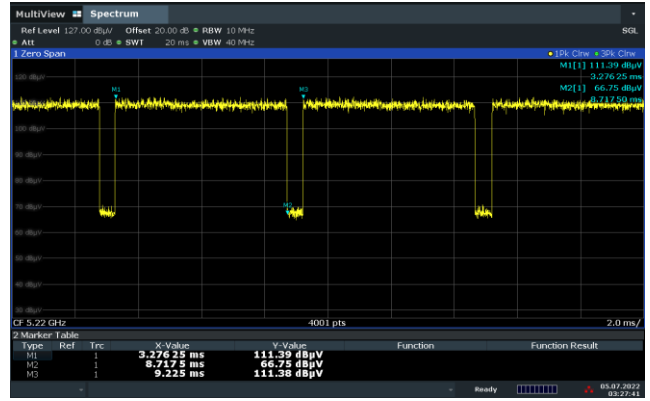 MultiView Spectrum
Ref Level 127.00 dBµV Offset 20.00 dB RBW 10 MHz SGL
Att 0 dB SWT 20 ms VBW 40 MHz
1 Zero Span 1Pk Clrw 3Pk Clrw
M1[1] 111.39 dBµV
3.276 25 ms
M2[1] 66.75 dBµV
8.717 50 ms
120 dBµV
M1 M3
100 dBµV
90 dBµV
80 dBµV
70 dBµV
M2
60 dBµV
50 dBµV
40 dBµV
30 dBµV
CF 5.22 GHz 4001 pts 2.0 ms/
2 Marker Table
Type Ref Trc X-Value Y-Value Function Function Result
M1 1 3.276 25 ms 111.39 dBµV
M2 1 8.717 5 ms 66.75 dBµV
M3 1 9.225 ms 111.38 dBµV
Ready 05.07.2022
03:27:41